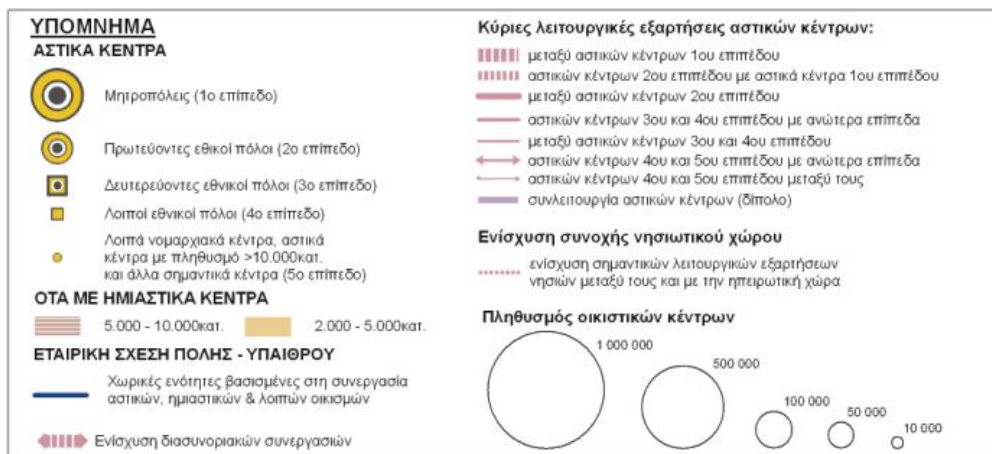 ΥΠΟΜΝΗΜΑ
ΑΣΤΙΚΑ ΚΕΝΤΡΑ
Μητροπόλεις (1ο επίπεδο)
Πρωτεύοντες εθικοί πόλοι (2ο επίπεδο)
Δευτερεύοντες εθνικοί πόλοι (3ο επίπεδο)
Λοιποί εθνικοί πόλοι (4ο επίπεδο)
Λοιπά νομαρχιακά κέντρα, αστικά
κέντρα με πληθυσμό >10.000κατ.
και άλλα σημαντικά κέντρα (5ο επίπεδο)
ΟΤΑ ΜΕ ΗΜΙΑΣΤΙΚΑ ΚΕΝΤΡΑ
5.000 - 10.000κατ.
2.000 - 5.000κατ.
ΕΤΑΙΡΙΚΗ ΣΧΕΣΗ ΠΟΛΗΣ - ΥΠΑΙΘΡΟΥ
Χωρικές ενότητες βασισμένες στη συνεργασία
αστικών, ημιαστικών & λοιπών οικισμών
Ενίσχυση διασυνοριακών συνεργασιών
Κύριες λειτουργικές εξαρτήσεις αστικών κέντρων:
μεταξύ αστικών κέντρων 1ου επιπέδου
αστικών κέντρων 2ου επιπέδου με αστικά κέντρα 1ου επιπέδου
μεταξύ αστικών κέντρων 2ου επιπέδου
αστικών κέντρων 3ου και 4ου επιπέδου με ανώτερα επίπεδα
μεταξύ αστικών κέντρων 3ου και 4ου επιπέδου
αστικών κέντρων 4ου και 5ου επιπέδου με ανώτερα επίπεδα
αστικών κέντρων 4ου και 5ου επιπέδου μεταξύ τους
συνλειτουργία αστικών κέντρων (δίπολο)
Ενίσχυση συνοχής νησιωτικού χώρου
ενίσχυση σημαντικών λειτουργικών εξαρτήσεων
νησιών μεταξύ τους και με την ηπειρωτική χώρα
Πληθυσμός οικιστικών κέντρων
1 000 000
500 000
100 000
50 000
10 000